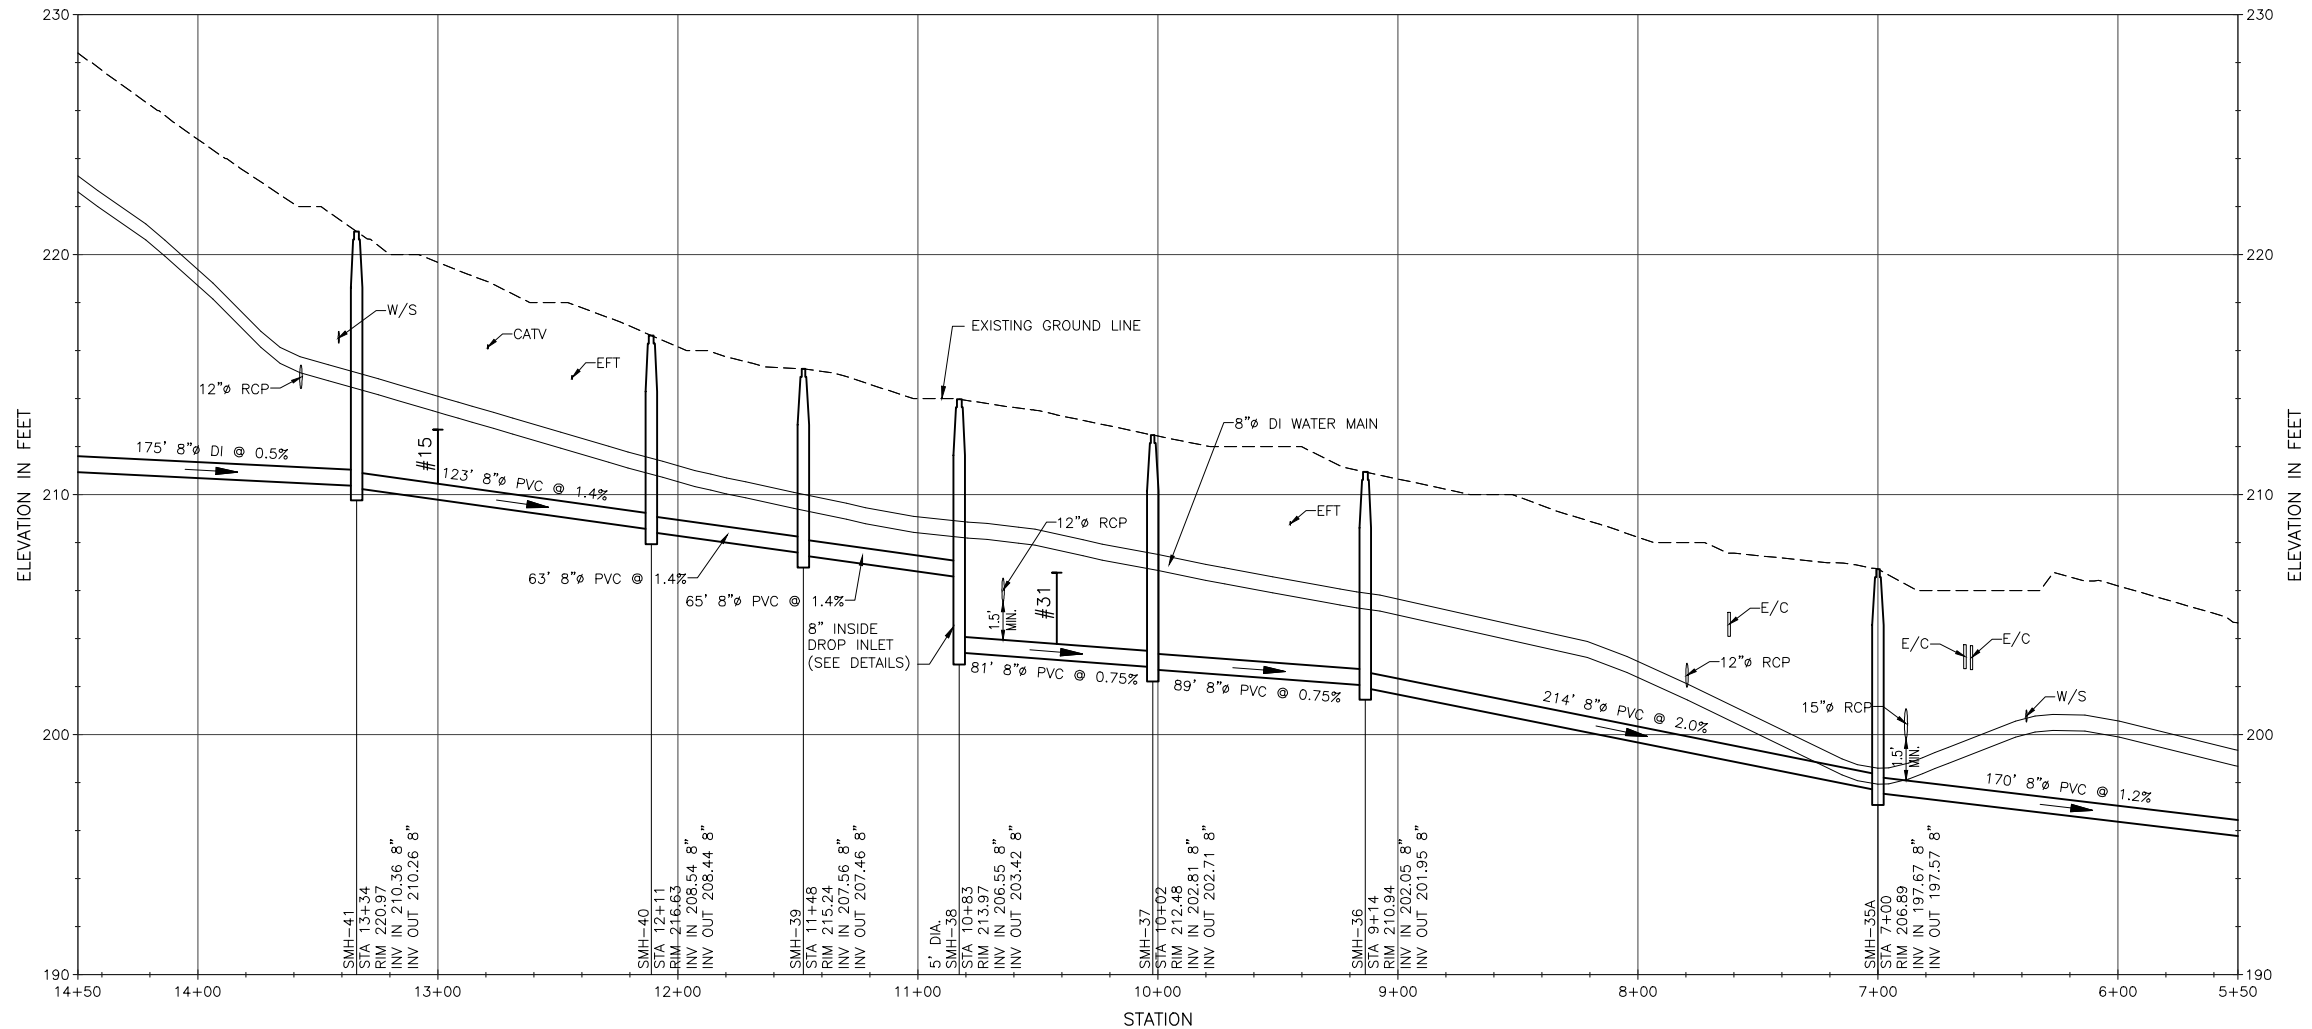 230
230
EXISTING GROUND LINE
W/S
CATV
EFT
12"ø RCP
220
220
8"ø DI WATER MAIN
175' 8"ø DI @ 0.5%
#15
123' 8"ø PVC @ 1.4%
210
210
12"ø RCP
EFT
63' 8"ø PVC @ 1.4%
65' 8"ø PVC @ 1.4%
8" INSIDE
DROP INLET
(SEE DETAILS)
1.5'
MIN.
#31
81' 8"ø PVC @ 0.75%
89' 8"ø PVC @ 0.75%
E/C
12"ø RCP
E/C
E/C
214' 8"ø PVC @ 2.0%
15"ø RCP
W/S
1.5'
MIN.
200
200
170' 8"ø PVC @ 1.2%
ELEVATION IN FEET
ELEVATION IN FEET
SMH-41
STA 13+34
RIM 220.97
INV IN 210.36 8"
INV OUT 210.26 8"
SMH-40
STA 12+11
RIM 216.63
INV IN 208.54 8"
INV OUT 208.44 8"
SMH-39
STA 11+48
RIM 215.24
INV IN 207.56 8"
INV OUT 207.46 8"
5' DIA.
SMH-38
STA 10+83
RIM 213.97
INV IN 206.55 8"
INV OUT 203.42 8"
SMH-37
STA 10+02
RIM 212.48
INV IN 202.81 8"
INV OUT 202.71 8"
SMH-36
STA 9+14
RIM 210.94
INV IN 202.05 8"
INV OUT 201.95 8"
SMH-35A
STA 7+00
RIM 206.89
INV IN 197.67 8"
INV OUT 197.57 8"
190
190
14+50
14+00
13+00
12+00
11+00
10+00
9+00
8+00
7+00
6+00
5+50
STATION